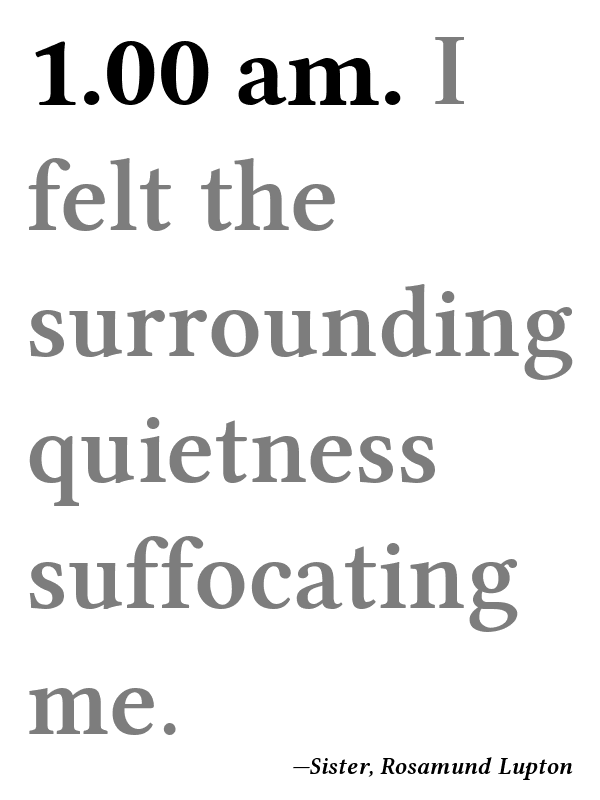 1.00 am. I
felt the
surrounding
quietness
suffocating
me.
—Sister, Rosamund Lupton